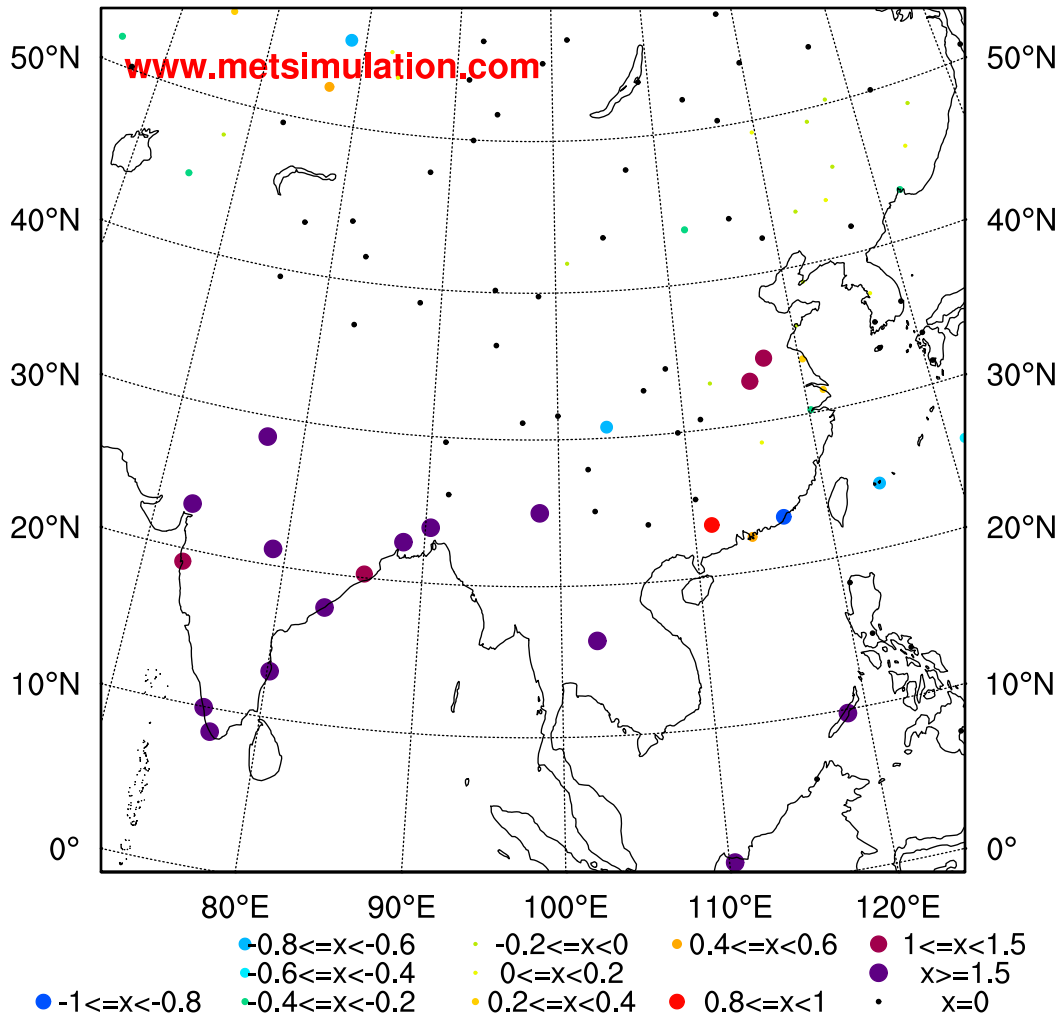 50°N 50°N
www.metsimulation.com
40°N 40°N
30°N 30°N
20°N 20°N
10°N 10°N
0° 0°
80°E 90°E 100°E 110°E 120°E
-0.8<=x<-0.6 -0.2<=x<0 0.4<=x<0.6 1<=x<1.5
-0.6<=x<-0.4 0<=x<0.2 x>=1.5
-1<=x<-0.8 -0.4<=x<-0.2 0.2<=x<0.4 0.8<=x<1 x=0